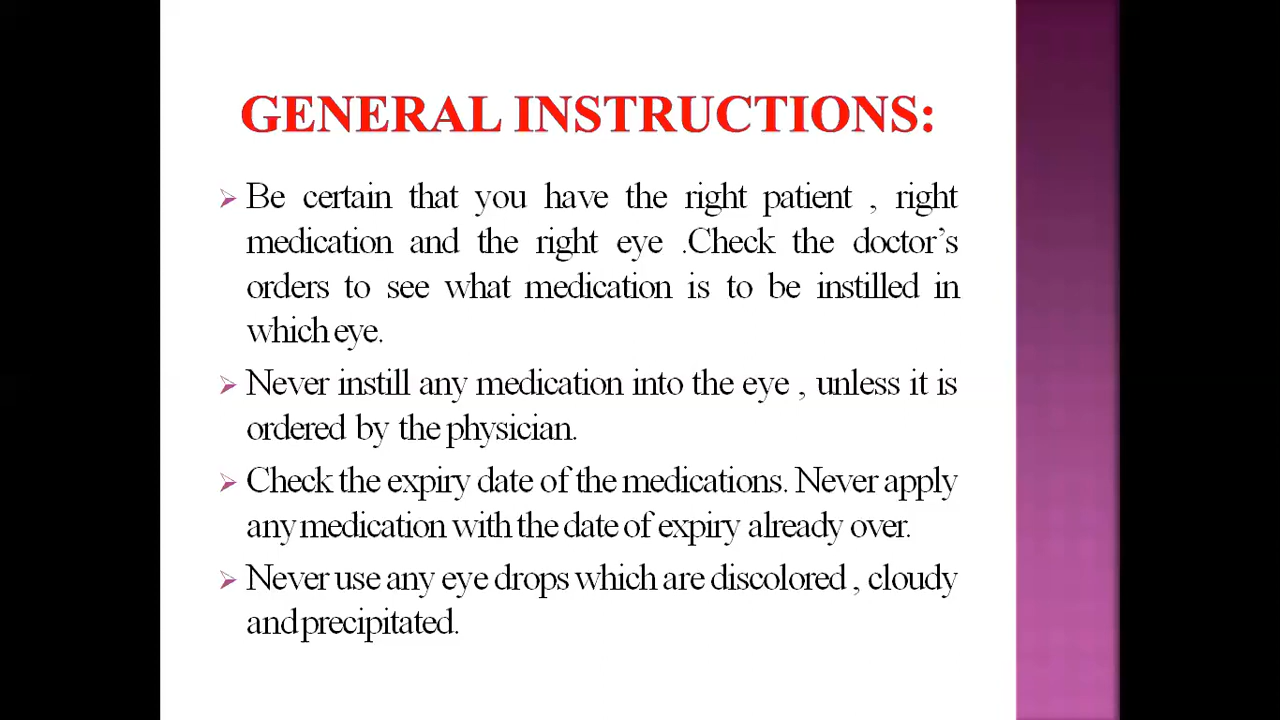 GENERAL INSTRUCTIONS:
➢ Be certain that you have the right patient , right
medication and the right eye .Check the doctor’s
orders to see what medication is to be instilled in
which eye.
➢ Never instill any medication into the eye , unless it is
ordered by the physician.
➢ Check the expiry date of the medications. Never apply
any medication with the date of expiry already over.
➢ Never use any eye drops which are discolored , cloudy
and precipitated.